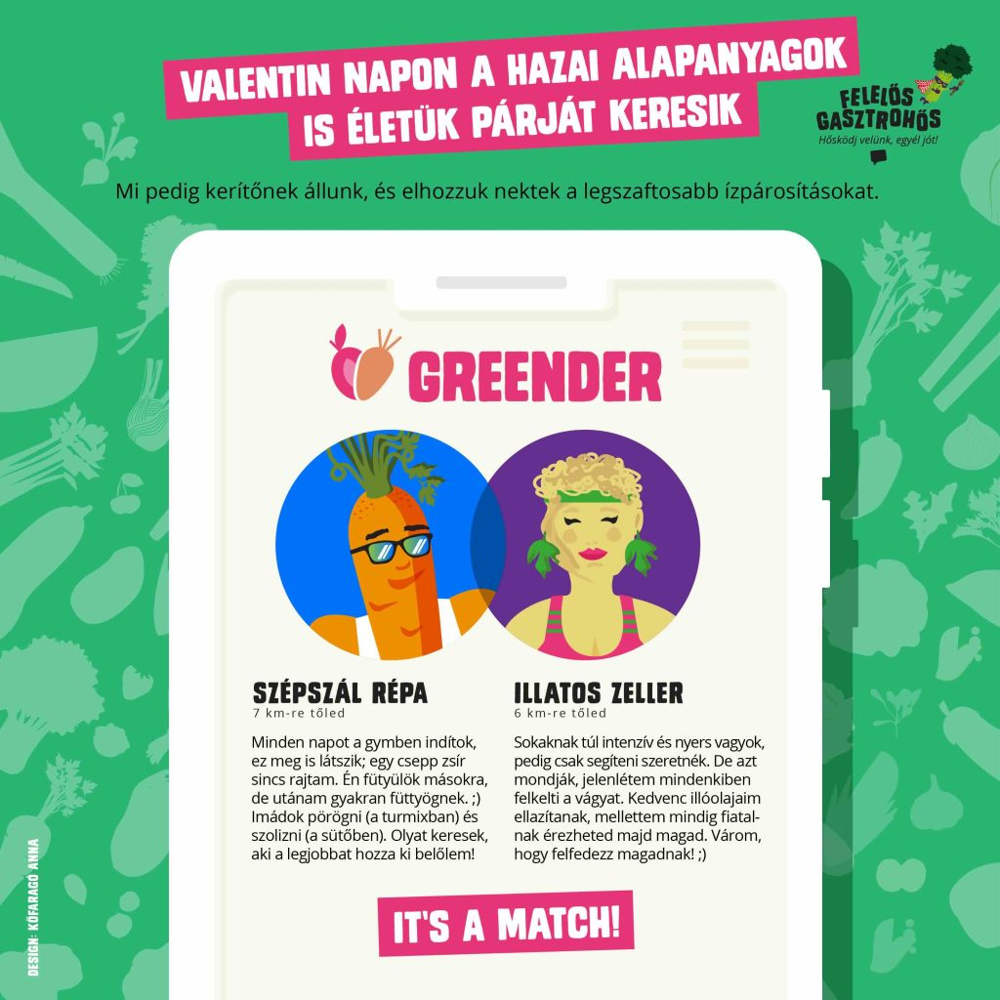 VALENTIN NAPON A HAZAI ALAPANYAGOK
IS ÉLETÜK PÁRJÁT KERESIK
FELELŐS
GASZTROHŐS
Hősködj velünk, egyél jót!
Mi pedig kerítőnek állunk, és elhozzuk nektek a legszaftosabb ízpárosításokat.
GREENDER
SZÉPSZÁL RÉPA
7 km-re tőled
Minden napot a gymben indítok,
ez meg is látszik; egy csepp zsír
sincs rajtam. Én fütyülök másokra,
de utánam gyakran füttyögnek. ;)
Imádok pörögni (a turmixban) és
szolizni (a sütőben). Olyat keresek,
aki a legjobbat hozza ki belőlem!
ILLATOS ZELLER
6 km-re tőled
Sokaknak túl intenzív és nyers vagyok,
pedig csak segíteni szeretnék. De azt
mondják, jelenlétem mindenkiben
felkelti a vágyat. Kedvenc illóolajaim
ellazítanak, mellettem mindig fiatal-
nak érezheted majd magad. Várom,
hogy felfedezz magadnak! ;)
IT'S A MATCH!
DESIGN: KŐFARAGÓ ANNA